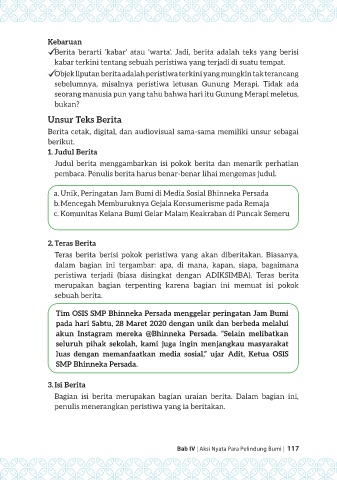 Kebaruan
✓Berita berarti 'kabar' atau 'warta'. Jadi, berita adalah teks yang berisi
kabar terkini tentang sebuah peristiwa yang terjadi di suatu tempat.
✓Objek liputan berita adalah peristiwa terkini yang mungkin tak terancang
sebelumnya, misalnya peristiwa letusan Gunung Merapi. Tidak ada
seorang manusia pun yang tahu bahwa hari itu Gunung Merapi meletus,
bukan?
Unsur Teks Berita
Berita cetak, digital, dan audiovisual sama-sama memiliki unsur sebagai
berikut.
1. Judul Berita
Judul berita menggambarkan isi pokok berita dan menarik perhatian
pembaca. Penulis berita harus benar-benar lihai mengemas judul.
a. Unik, Peringatan Jam Bumi di Media Sosial Bhinneka Persada
b. Mencegah Memburuknya Gejala Konsumerisme pada Remaja
c. Komunitas Kelana Bumi Gelar Malam Keakraban di Puncak Semeru
2. Teras Berita
Teras berita berisi pokok peristiwa yang akan diberitakan. Biasanya,
dalam bagian ini tergambar: apa, di mana, kapan, siapa, bagaimana
peristiwa terjadi (biasa disingkat dengan ADIKSIMBA). Teras berita
merupakan bagian terpenting karena bagian ini memuat isi pokok
sebuah berita.
Tim OSIS SMP Bhinneka Persada menggelar peringatan Jam Bumi
pada hari Sabtu, 28 Maret 2020 dengan unik dan berbeda melalui
akun Instagram mereka @Bhinneka Persada. "Selain melibatkan
seluruh pihak sekolah, kami juga ingin menjangkau masyarakat
luas dengan memanfaatkan media sosial," ujar Adit, Ketua OSIS
SMP Bhinneka Persada.
3. Isi Berita
Bagian isi berita merupakan bagian uraian berita. Dalam bagian ini,
penulis menerangkan peristiwa yang ia beritakan.
Bab IV | Aksi Nyata Para Pelindung Bumi | 117